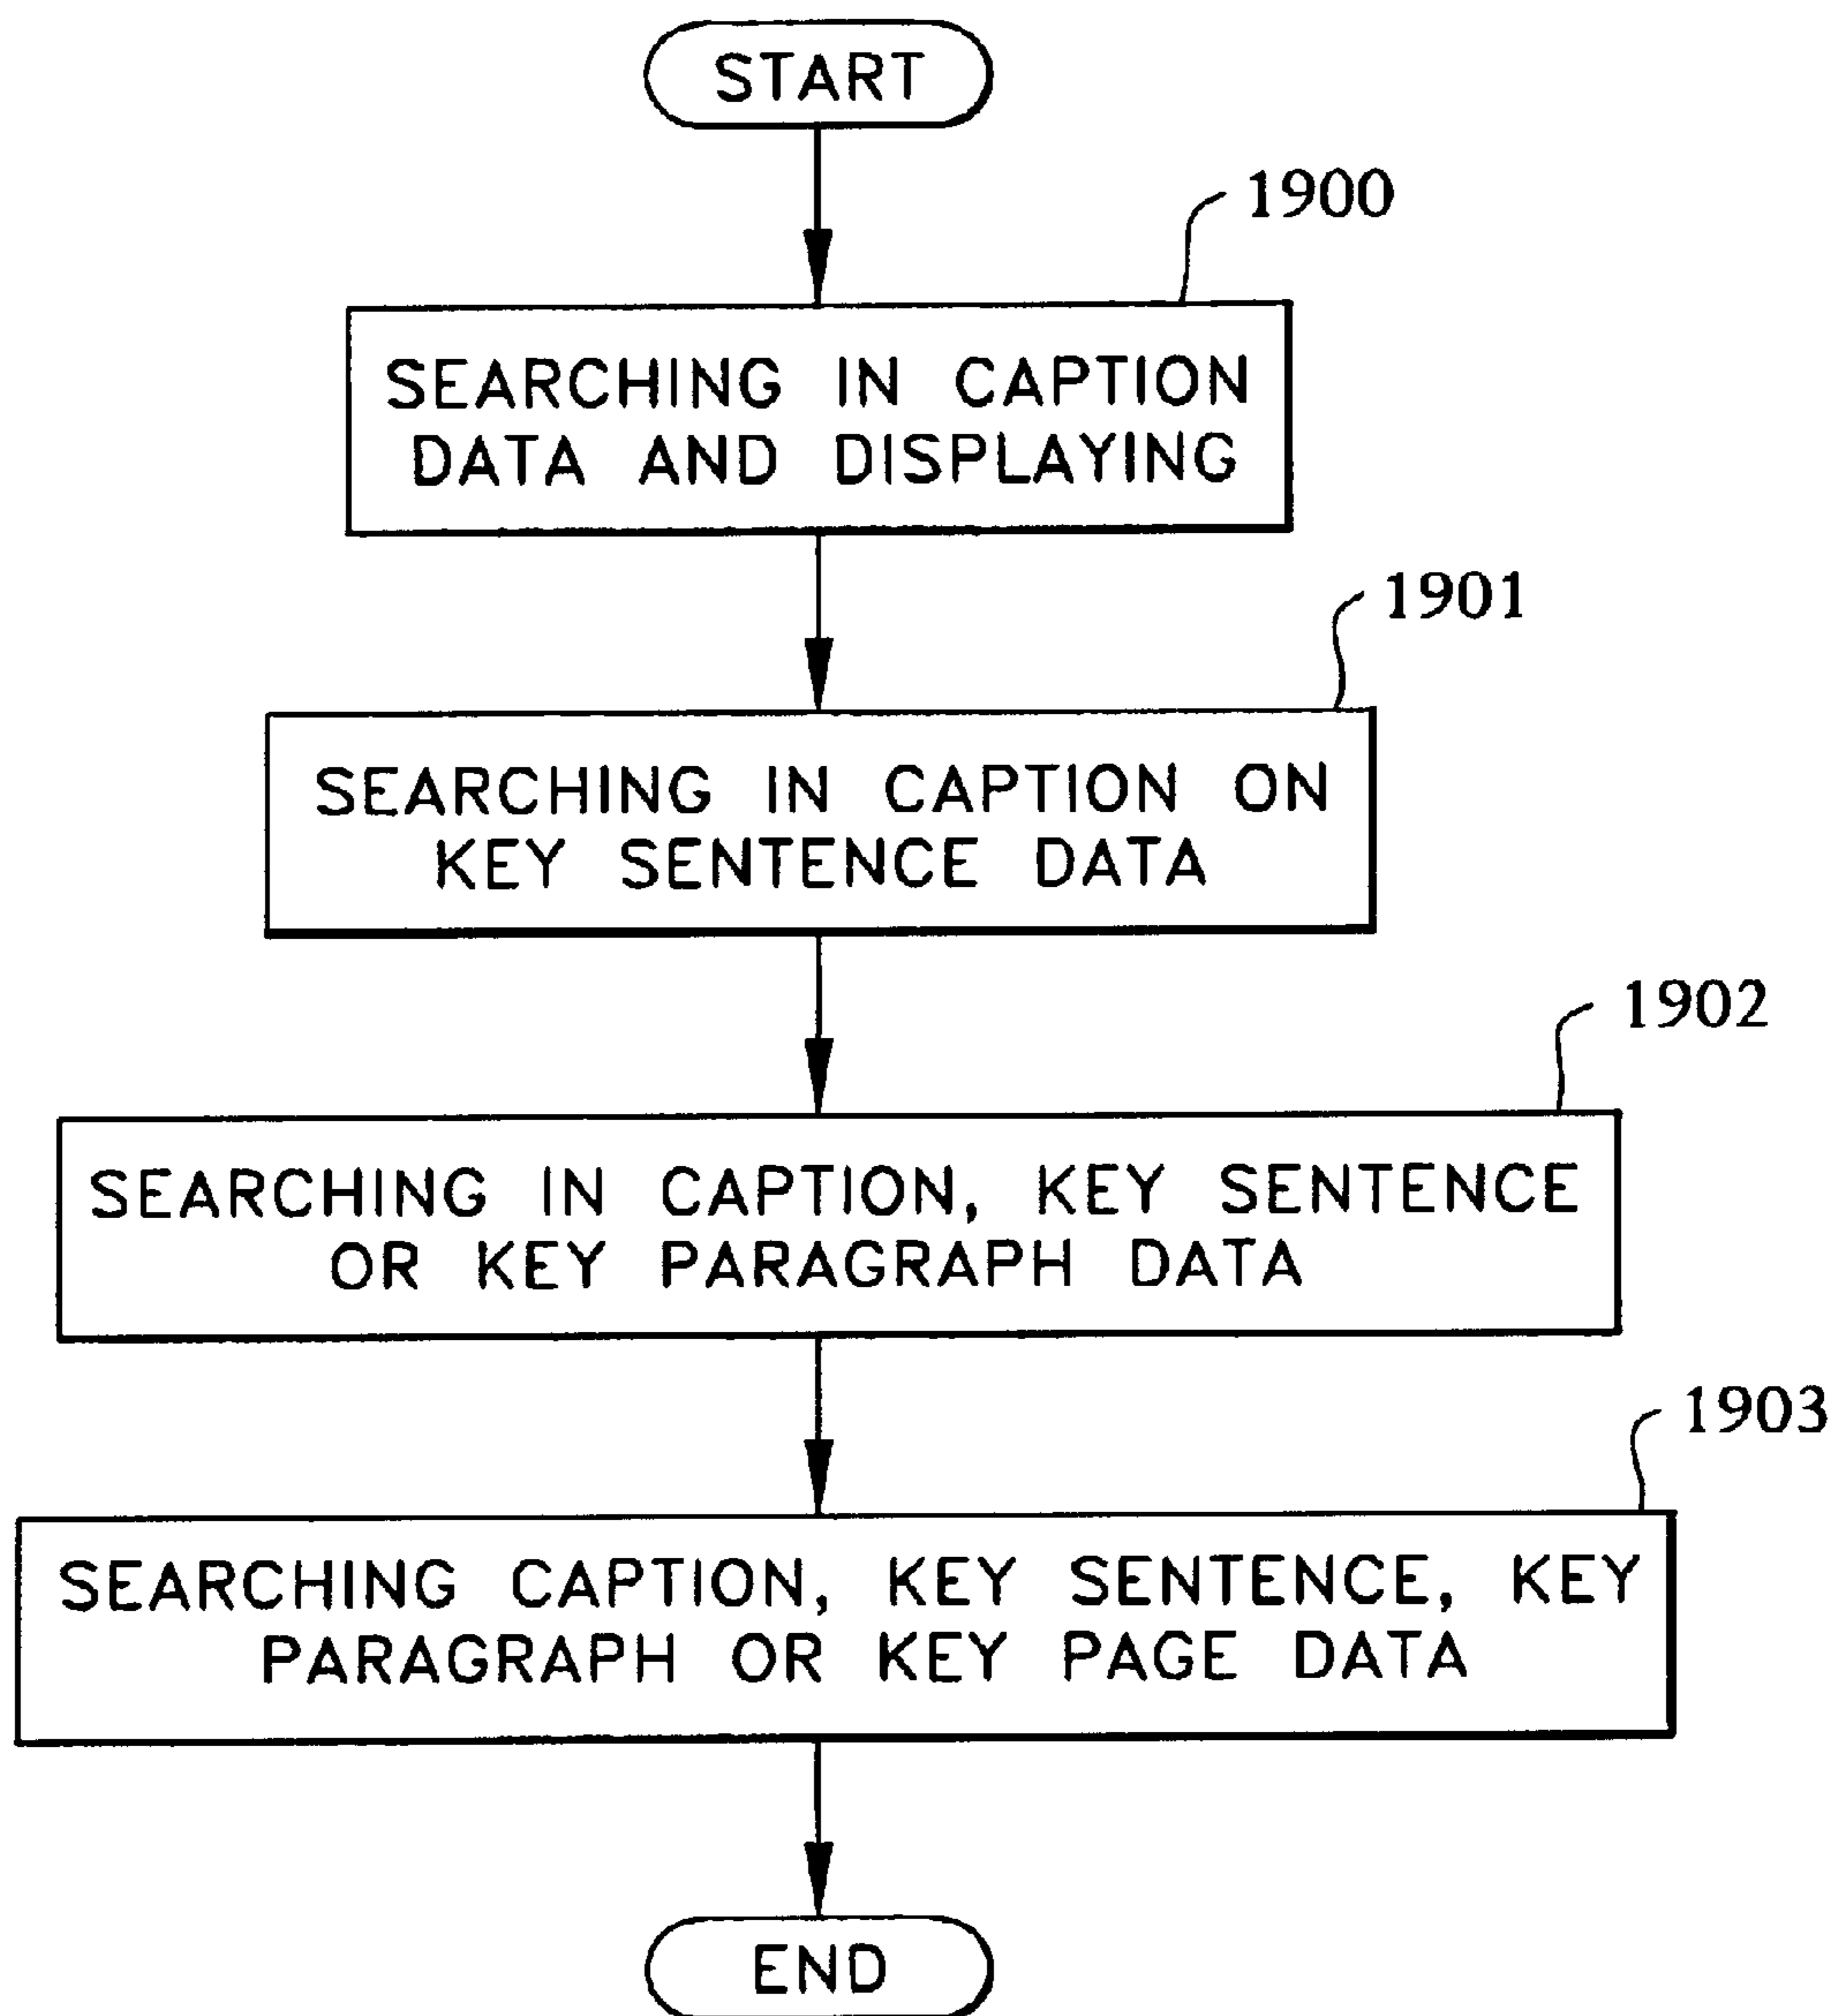 START
1900
SEARCHING IN CAPTION
DATA AND DISPLAYING
1901
SEARCHING IN CAPTION ON
KEY SENTENCE DATA
1902
SEARCHING IN CAPTION, KEY SENTENCE
OR KEY PARAGRAPH DATA
1903
SEARCHING CAPTION, KEY SENTENCE, KEY
PARAGRAPH OR KEY PAGE DATA
END